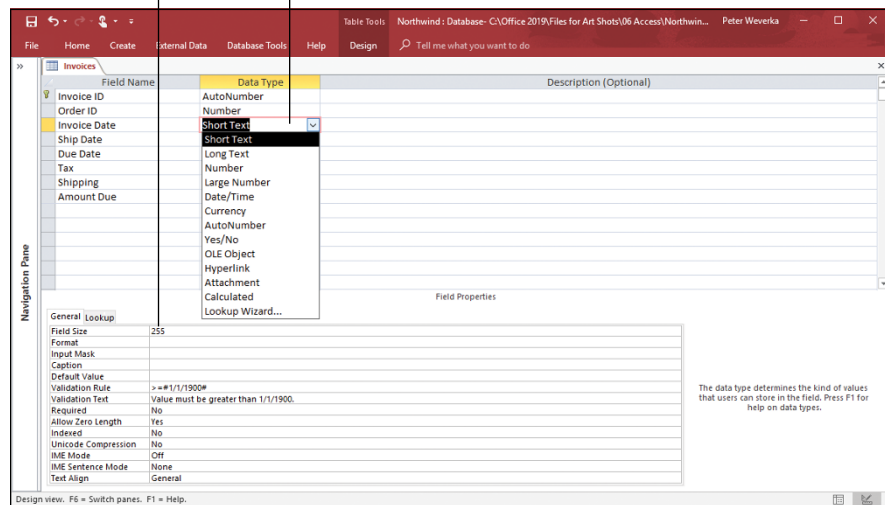 Table Tools Northwind : Database- C:\Office 2019\Files for Art Shots\06 Access\Northwin... Peter Weverka
File Home Create External Data Database Tools Help Design Tell me what you want to do
Invoices
Field Name Data Type Description (Optional)
Invoice ID AutoNumber
Order ID Number
Invoice Date Short Text
Ship Date Short Text
Due Date Long Text
Tax Number
Shipping Large Number
Amount Due Date/Time
Currency
AutoNumber
Yes/No
OLE Object
Hyperlink
Attachment
Calculated
Lookup Wizard...
Navigation Pane
Field Properties
General Lookup
Field Size 255
Format
Input Mask
Caption
Default Value
Validation Rule >=#1/1/1900#
Validation Text Value must be greater than 1/1/1900.
Required No
Allow Zero Length Yes
Indexed No
Unicode Compression No
IME Mode Off
IME Sentence Mode None
Text Align General
The data type determines the kind of values
that users can store in the field. Press F1 for
help on data types.
Design view. F6 = Switch panes. F1 = Help.